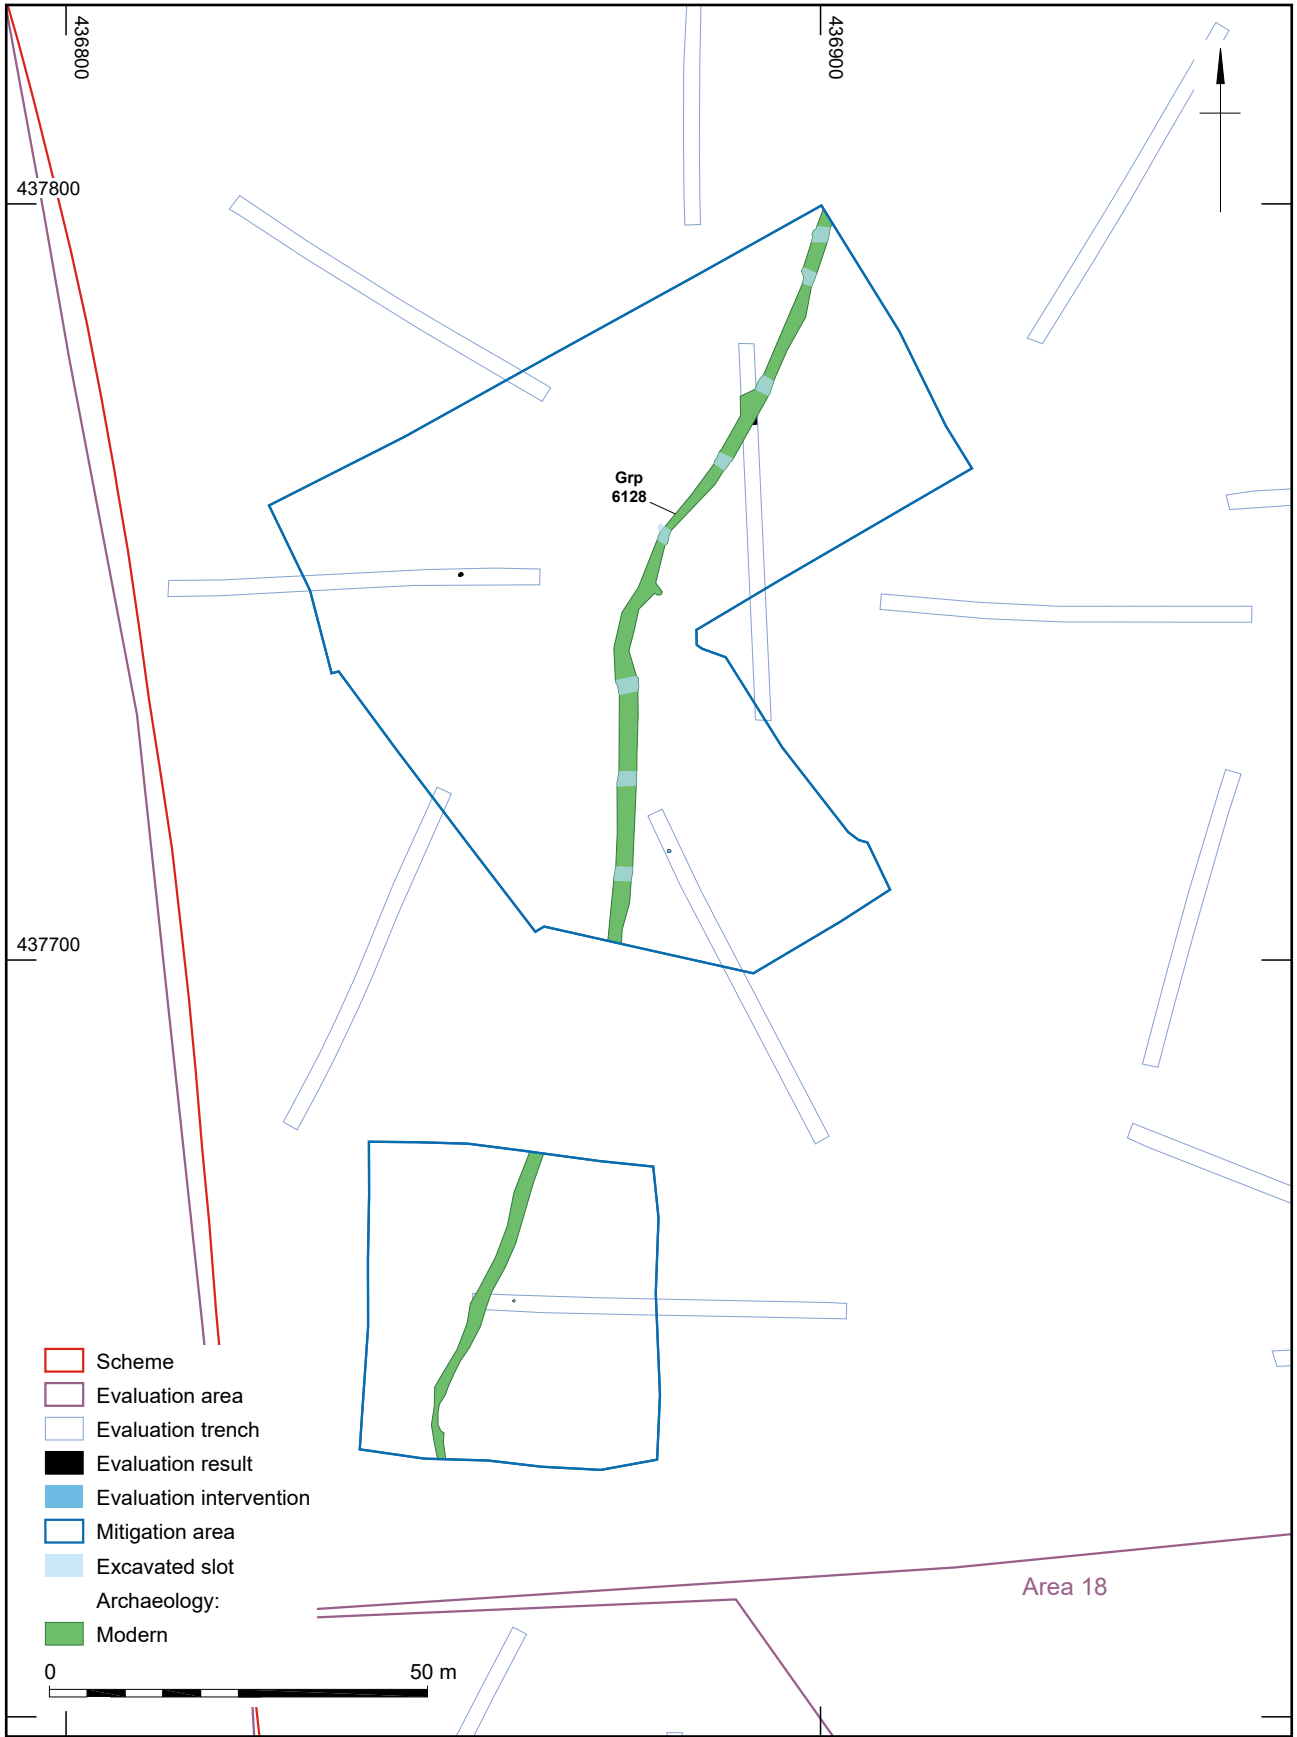 436800
436900
437800
Grp
6128
437700
Scheme
Evaluation area
Evaluation trench
Evaluation result
Evaluation intervention
Mitigation area
Excavated slot
Archaeology:
Modern
Area 18
0 50 m